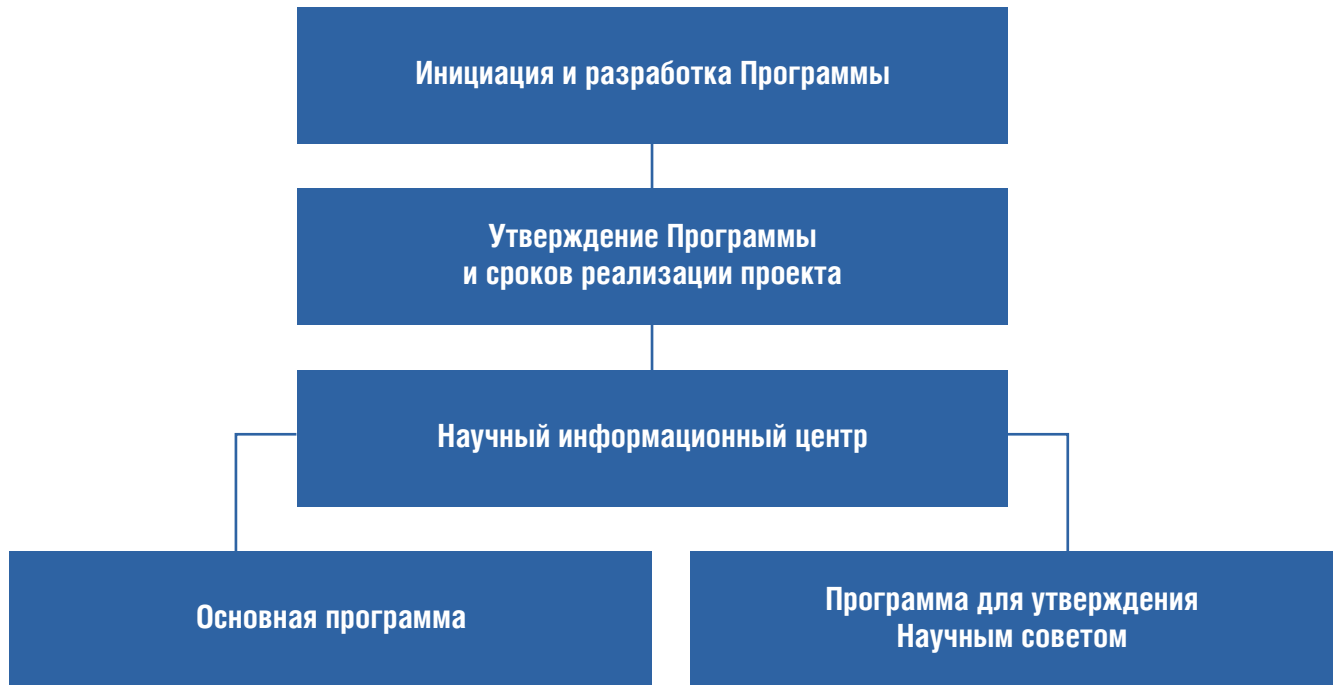 Инициация и разработка Программы
Утверждение Программы
и сроков реализации проекта
Научный информационный центр
Основная программа
Программа для утверждения
Научным советом